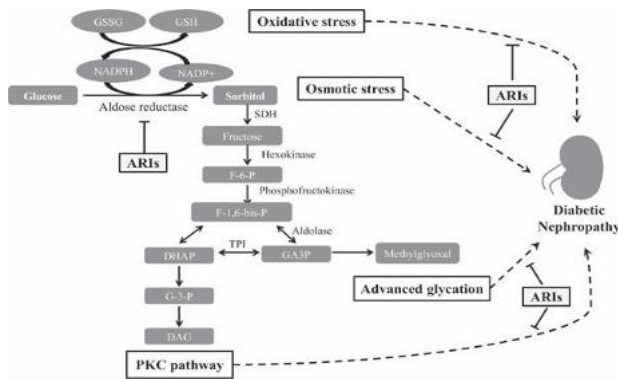 GSSG
GSH
Oxidative stress
NADPH
NADP+
Glucose
Aldose reductase
Sorbitol
Osmotic stress
ARIs
SDH
Fructose
ARIs
Hexokinase
F-6-P
Phosphofructokinase
F-1,6-bis-P
Diabetic
Nephropathy
Aldolase
DHAP
TPI
GA3P
Methylglyoxal
G-3-P
Advanced glycation
ARIs
DAG
PKC pathway